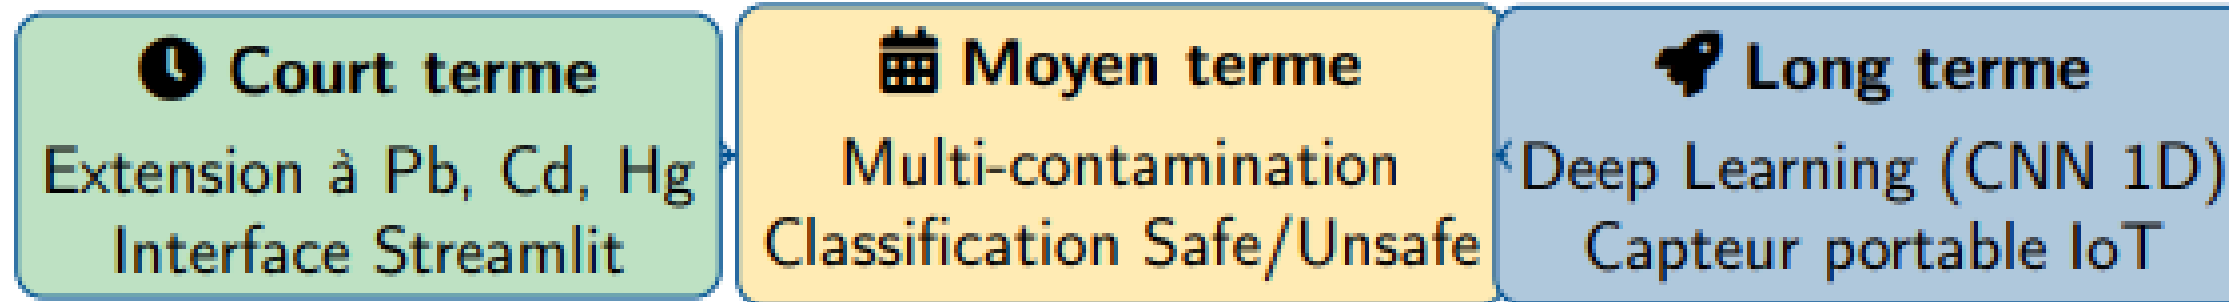 Court terme
Extension à Pb, Cd, Hg
Interface Streamlit
Moyen terme
Multi-contamination
Classification Safe/Unsafe
Long terme
Deep Learning (CNN 1D)
Capteur portable IoT